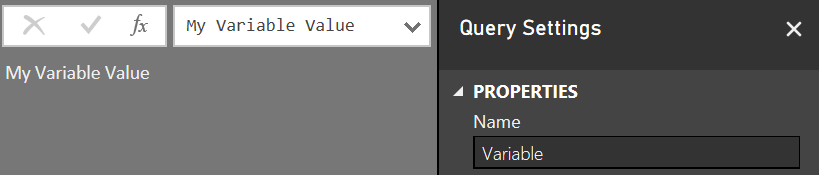 fx My Variable Value
My Variable Value
Query Settings
PROPERTIES
Name
Variable